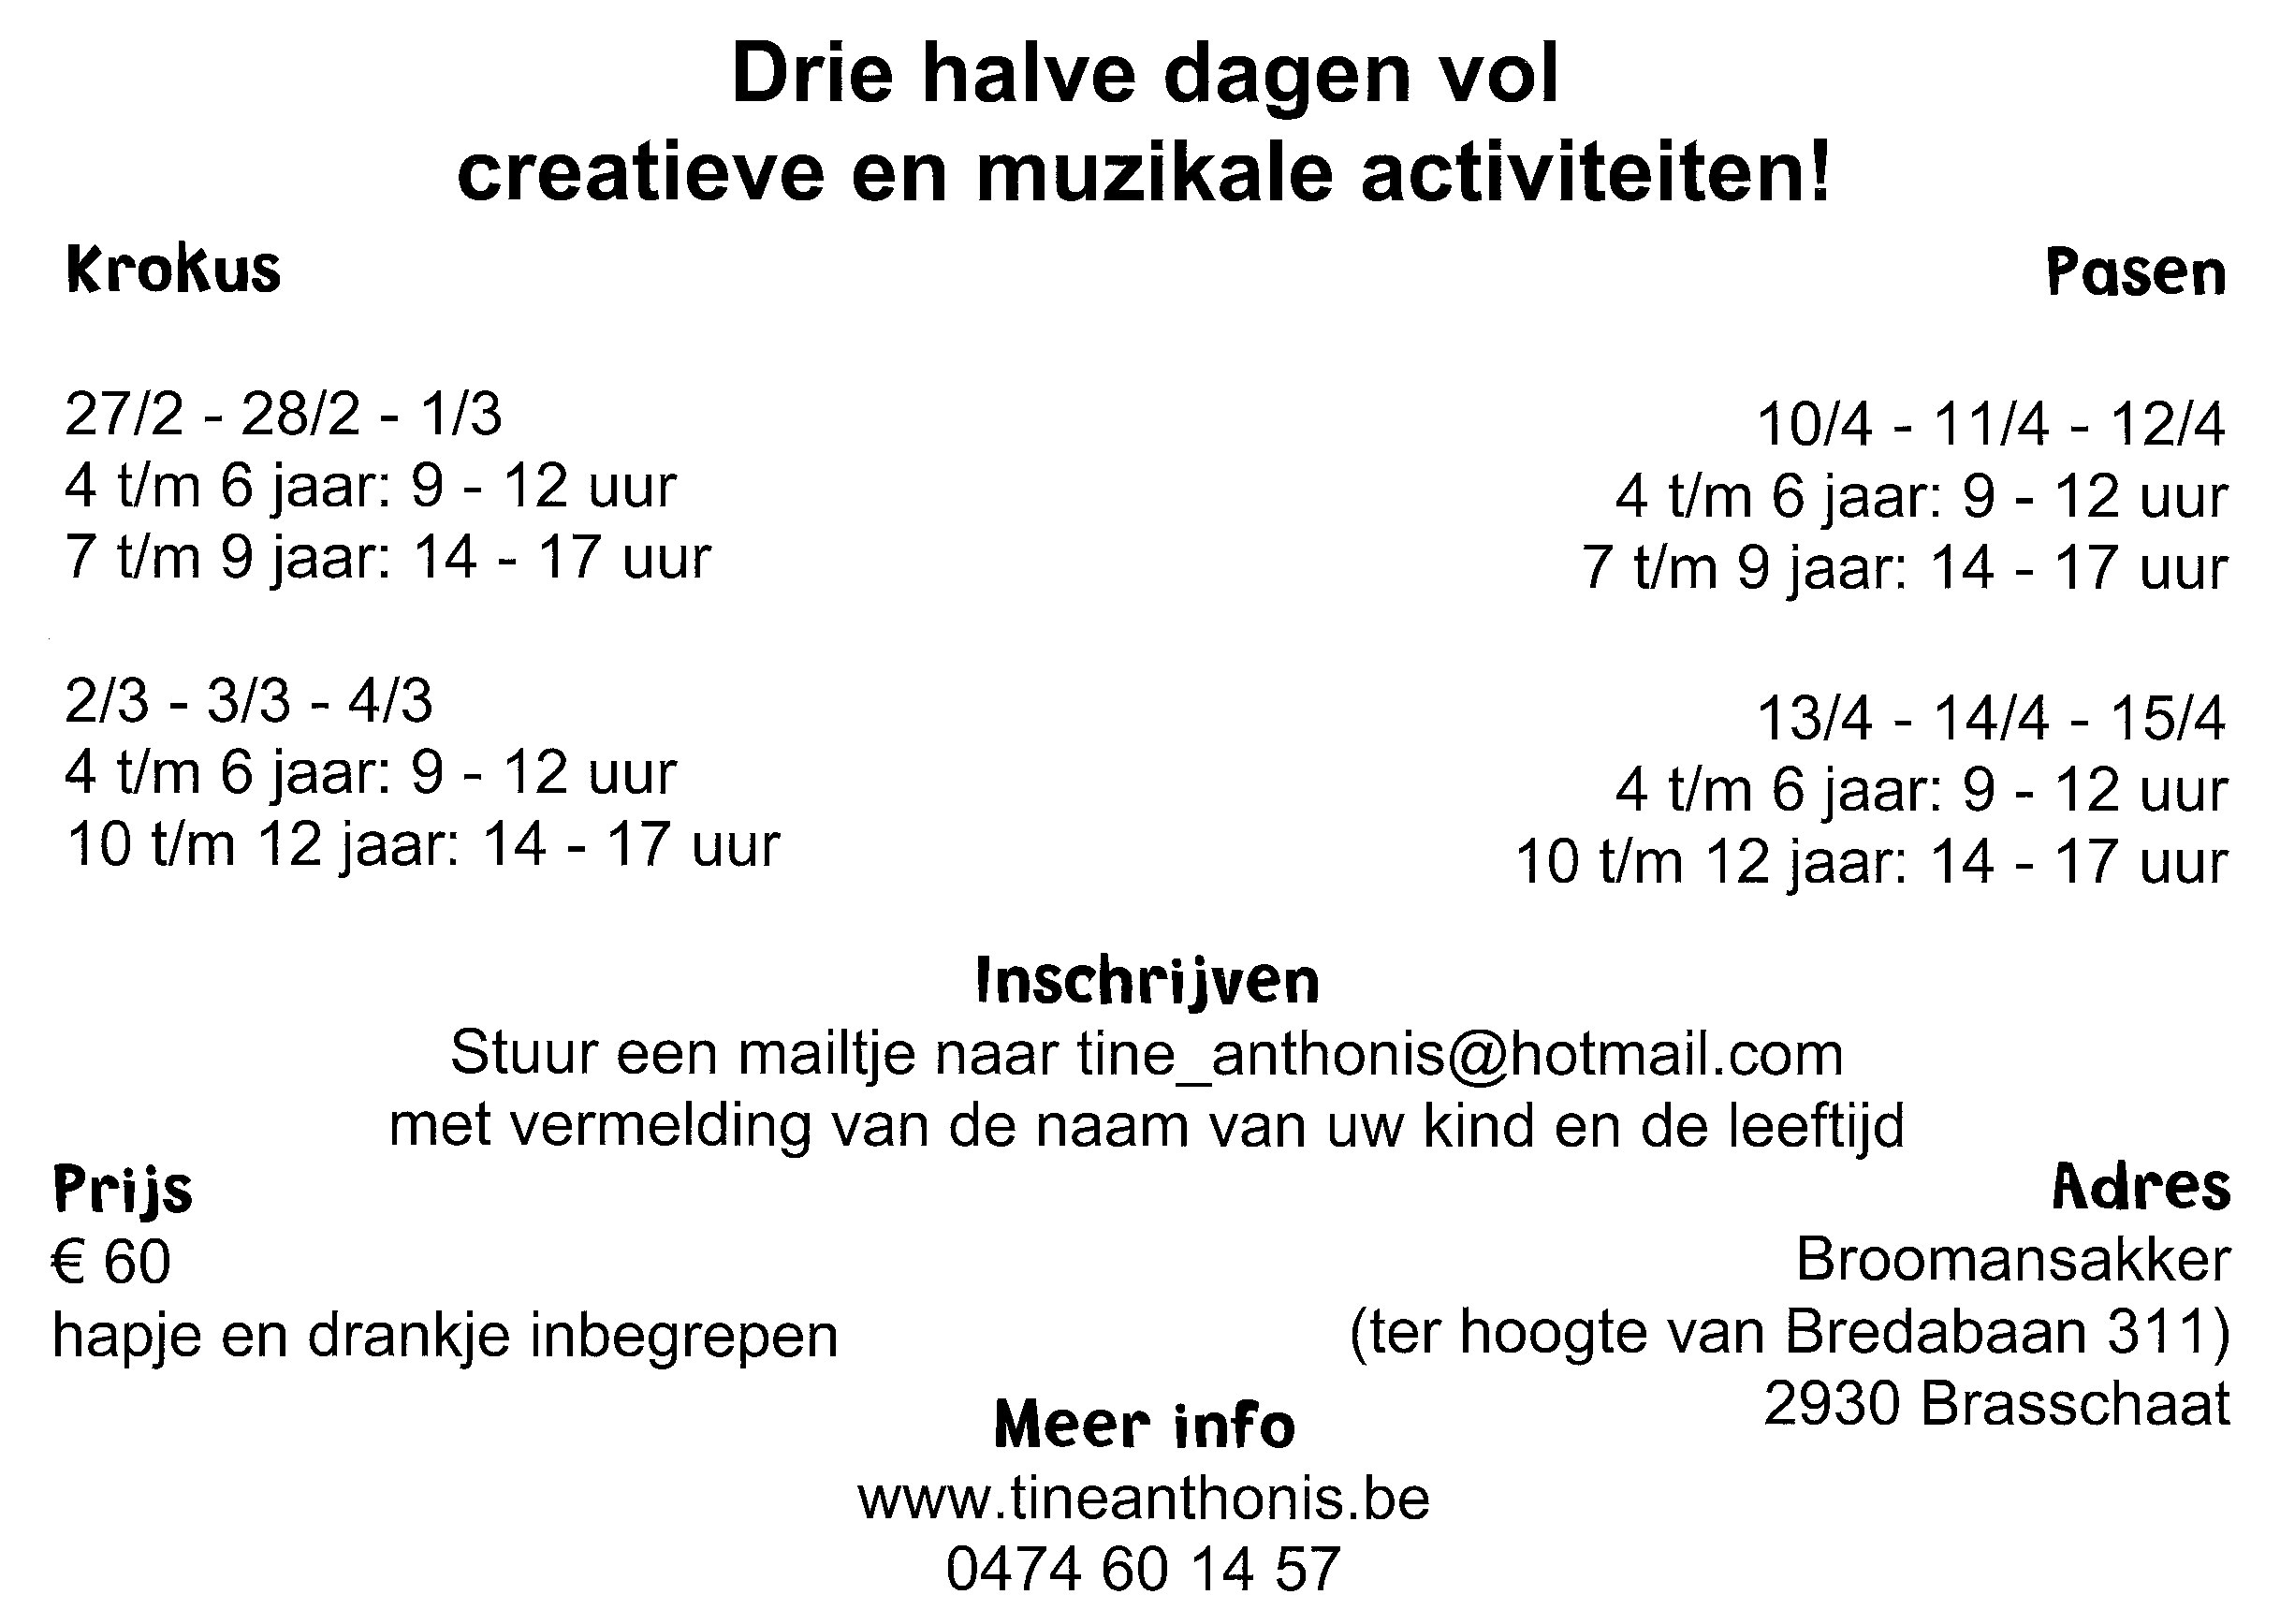 Drie halve dagen vol
creatieve en muzikale activiteiten!
Krokus
27/2 - 28/2 - 1/3
4 t/m 6 jaar: 9 - 12 uur
7 t/m 9 jaar: 14 - 17 uur
2/3 - 3/3 - 4/3
4 t/m 6 jaar: 9 - 12 uur
10 t/m 12 jaar: 14 - 17 uur
Pasen
10/4 - 11/4 - 12/4
4 t/m 6 jaar: 9 - 12 uur
7 t/m 9 jaar: 14 - 17 uur
13/4 - 14/4 - 15/4
4 t/m 6 jaar: 9 - 12 uur
10 t/m 12 jaar: 14 - 17 uur
Inschrijven
Stuur een mailtje naar tine_anthonis@hotmail.com
met vermelding van de naam van uw kind en de leeftijd
Prijs
€ 60
hapje en drankje inbegrepen
Adres
Broomansakker
(ter hoogte van Bredabaan 311)
2930 Brasschaat
Meer info
www.tineanthonis.be
0474 60 14 57